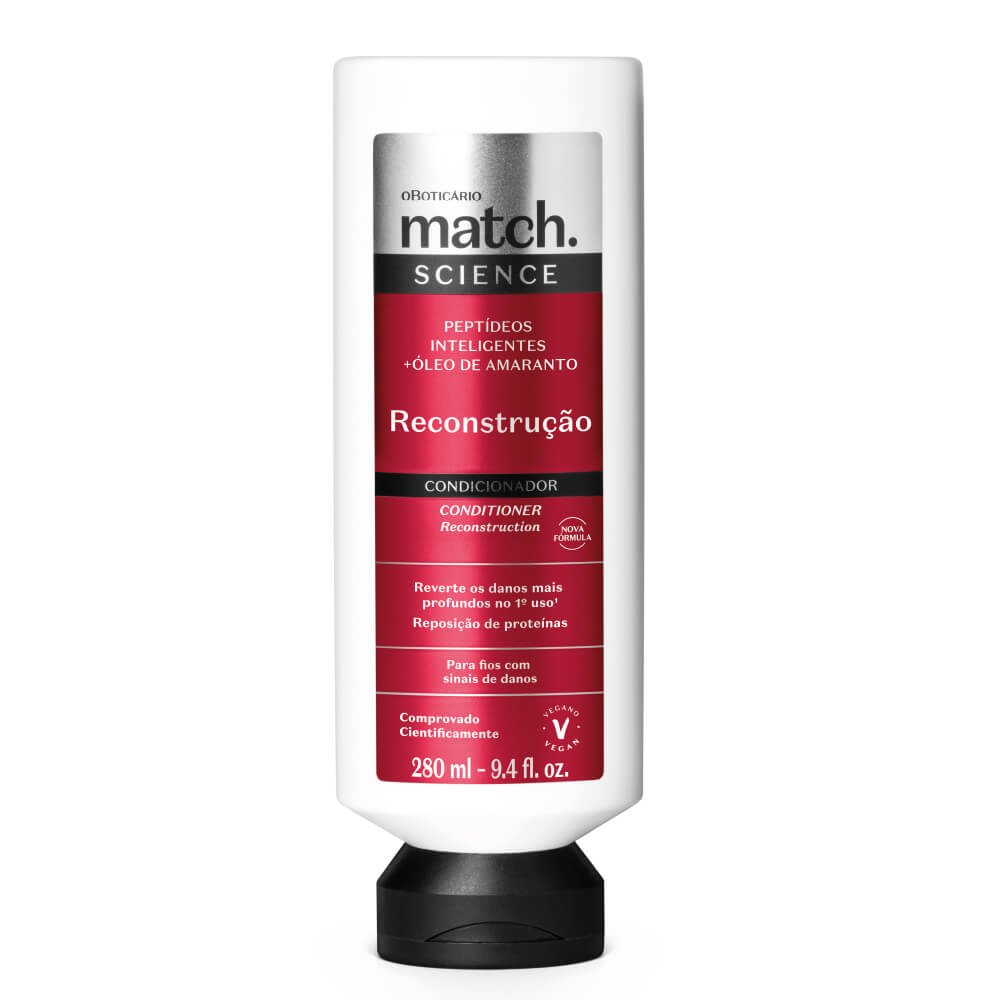 oBOTICÁRIO
match.
SCIENCE
PEPTÍDEOS
INTELIGENTES
+ÓLEO DE AMARANTO
Reconstrução
CONDICIONADOR
CONDITIONER
Reconstruction
NOVA
FÓRMULA
Reverte os danos mais
profundos no 1º uso¹
Reposição de proteínas
Para fios com
sinais de danos
Comprovado
Cientificamente
VEGANO
V
VEGAN
280 ml - 9.4 fl. oz.